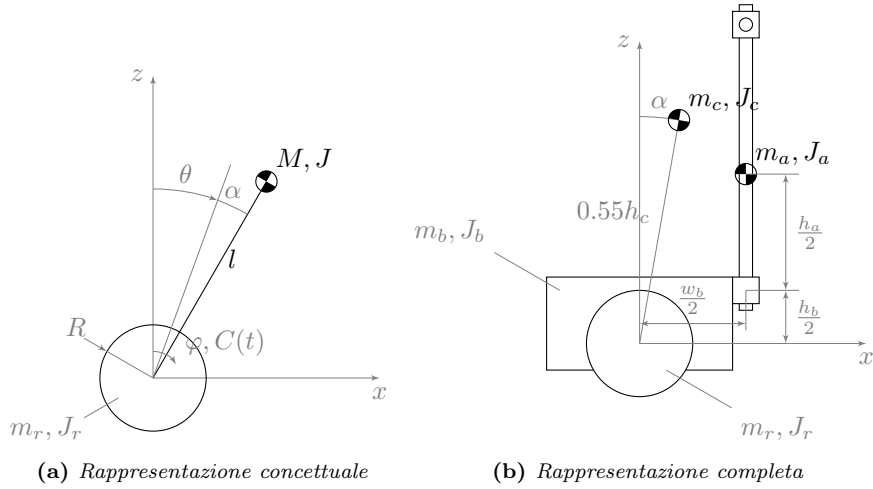 z
θ
α
M, J
l
R
φ, C(t)
x
m_r, J_r
(a) Rappresentazione concettuale
z
α
m_c, J_c
m_a, J_a
0.55h_c
m_b, J_b
h_a/2
w_b/2
h_b/2
x
m_r, J_r
(b) Rappresentazione completa